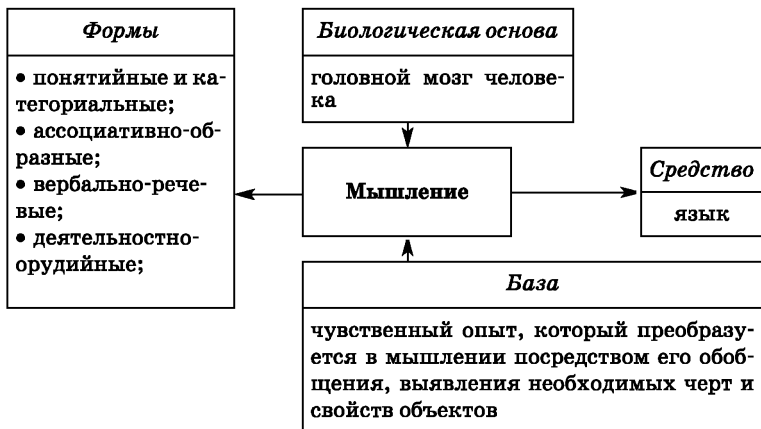 Формы
• понятийные и ка-
тегориальные;
• ассоциативно-об-
разные;
• вербально-рече-
вые;
• деятельностно-
орудийные;
Биологическая основа
головной мозг челове-
ка
Мышление
Средство
язык
База
чувственный опыт, который преобразу-
ется в мышлении посредством его обоб-
щения, выявления необходимых черт и
свойств объектов